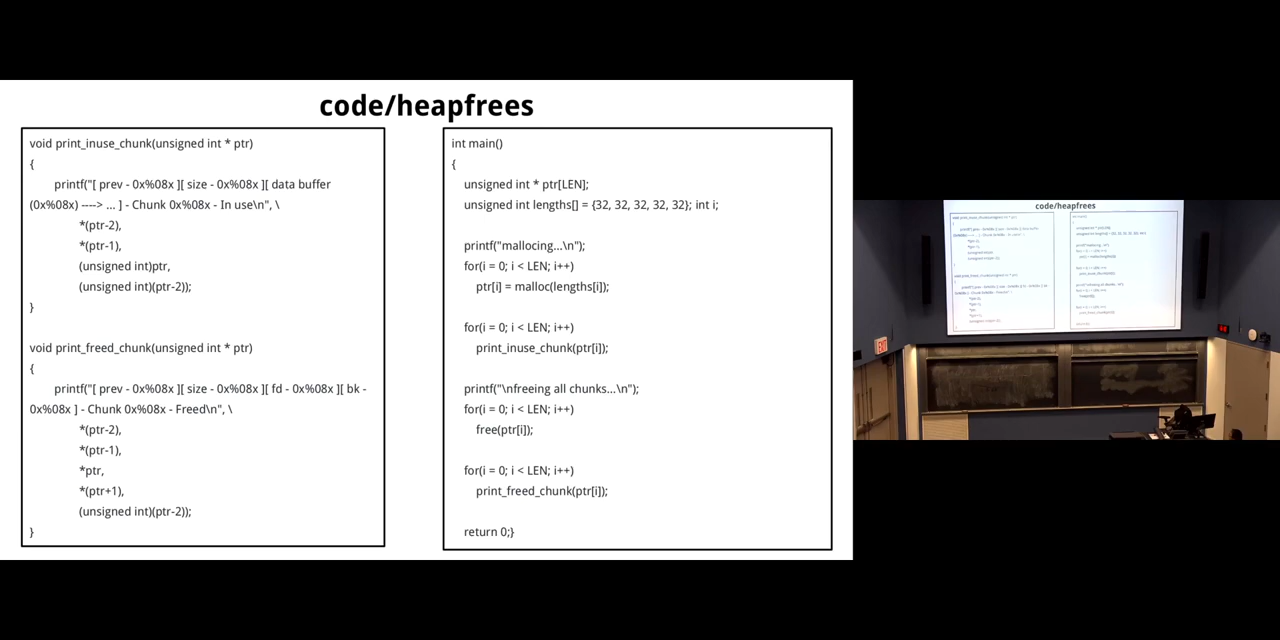 code/heapfrees
void print_inuse_chunk(unsigned int * ptr)
{
printf("[ prev - 0x%08x ][ size - 0x%08x ][ data buffer
(0x%08x) ----> ... ] - Chunk 0x%08x - In use\n", \
*(ptr-2),
*(ptr-1),
(unsigned int)ptr,
(unsigned int)(ptr-2));
}
void print_freed_chunk(unsigned int * ptr)
{
printf("[ prev - 0x%08x ][ size - 0x%08x ][ fd - 0x%08x ][ bk -
0x%08x ] - Chunk 0x%08x - Freed\n", \
*(ptr-2),
*(ptr-1),
*ptr,
*(ptr+1),
(unsigned int)(ptr-2));
}
int main()
{
unsigned int * ptr[LEN];
unsigned int lengths[] = {32, 32, 32, 32, 32}; int i;
printf("mallocing...\n");
for(i = 0; i < LEN; i++)
ptr[i] = malloc(lengths[i]);
for(i = 0; i < LEN; i++)
print_inuse_chunk(ptr[i]);
printf("\nfreeing all chunks...\n");
for(i = 0; i < LEN; i++)
free(ptr[i]);
for(i = 0; i < LEN; i++)
print_freed_chunk(ptr[i]);
return 0;}
code/heapfrees
EXIT